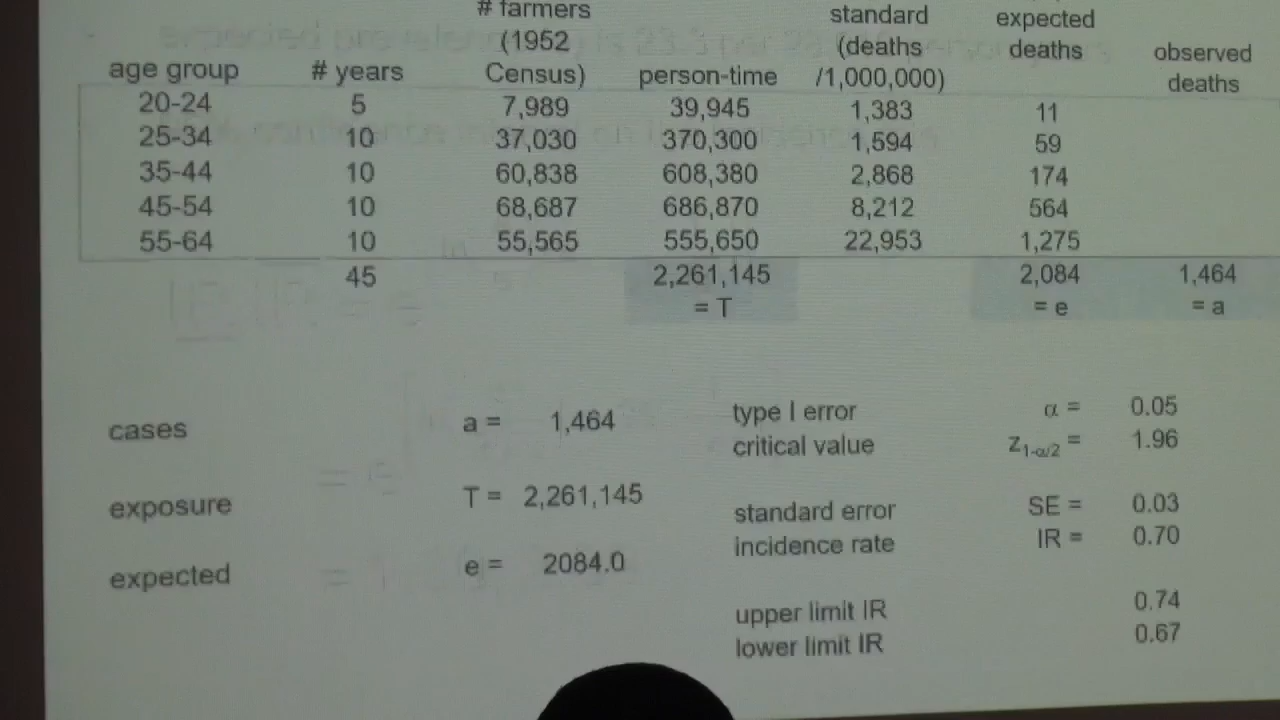 # farmers standard expected
(1952 (deaths deaths observed
age group # years Census) person-time /1,000,000) deaths
20-24 5 7,989 39,945 1,383 11
25-34 10 37,030 370,300 1,594 59
35-44 10 60,838 608,380 2,868 174
45-54 10 68,687 686,870 8,212 564
55-64 10 55,565 555,650 22,953 1,275
45 2,261,145 2,084 1,464
= T = e = a
cases a = 1,464 type I error α = 0.05
critical value z1-α/2 = 1.96
exposure T = 2,261,145 standard error SE = 0.03
incidence rate IR = 0.70
expected e = 2084.0
upper limit IR 0.74
lower limit IR 0.67